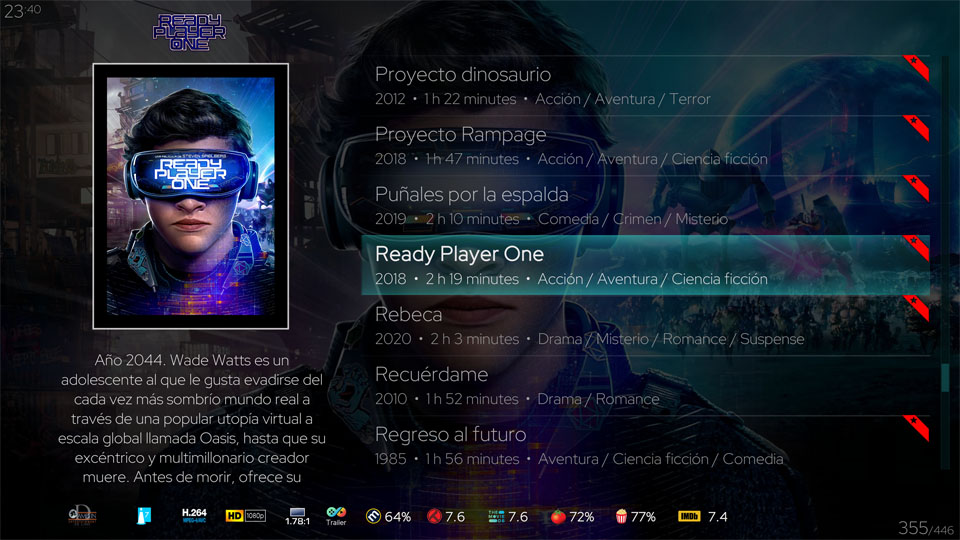 23:40
READY
PLAYER
ONE
READY
PLAYER
ONE
Año 2044. Wade Watts es un
adolescente al que le gusta evadirse del
cada vez más sombrío mundo real a
través de una popular utopía virtual a
escala global llamada Oasis, hasta que su
excéntrico y multimillonario creador
muere. Antes de morir, ofrece su
Proyecto dinosaurio
2012 • 1 h 22 minutes • Acción / Aventura / Terror
Proyecto Rampage
2018 • 1 h 47 minutes • Acción / Aventura / Ciencia ficción
Puñales por la espalda
2019 • 2 h 10 minutes • Comedia / Crimen / Misterio
Ready Player One
2018 • 2 h 19 minutes • Acción / Aventura / Ciencia ficción
Rebeca
2020 • 2 h 3 minutes • Drama / Misterio / Romance / Suspense
Recuérdame
2010 • 1 h 52 minutes • Drama / Romance
Regreso al futuro
1985 • 1 h 56 minutes • Aventura / Ciencia ficción / Comedia
7
H.264
MPEG-4/AVC
HD 1080p
1.78:1
Trailer
64%
7.6
THE MOVIE DB
7.6
72%
77%
IMDb
7.4
355/446